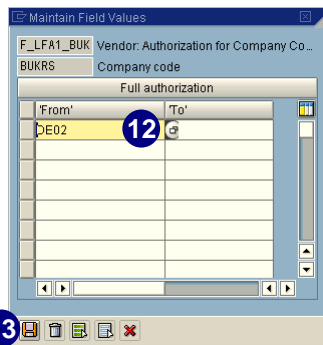 Maintain Field Values
F_LFA1_BUK Vendor: Authorization for Company Co...
BUKRS Company code
Full authorization
'From' 'To'
DE02 12
3